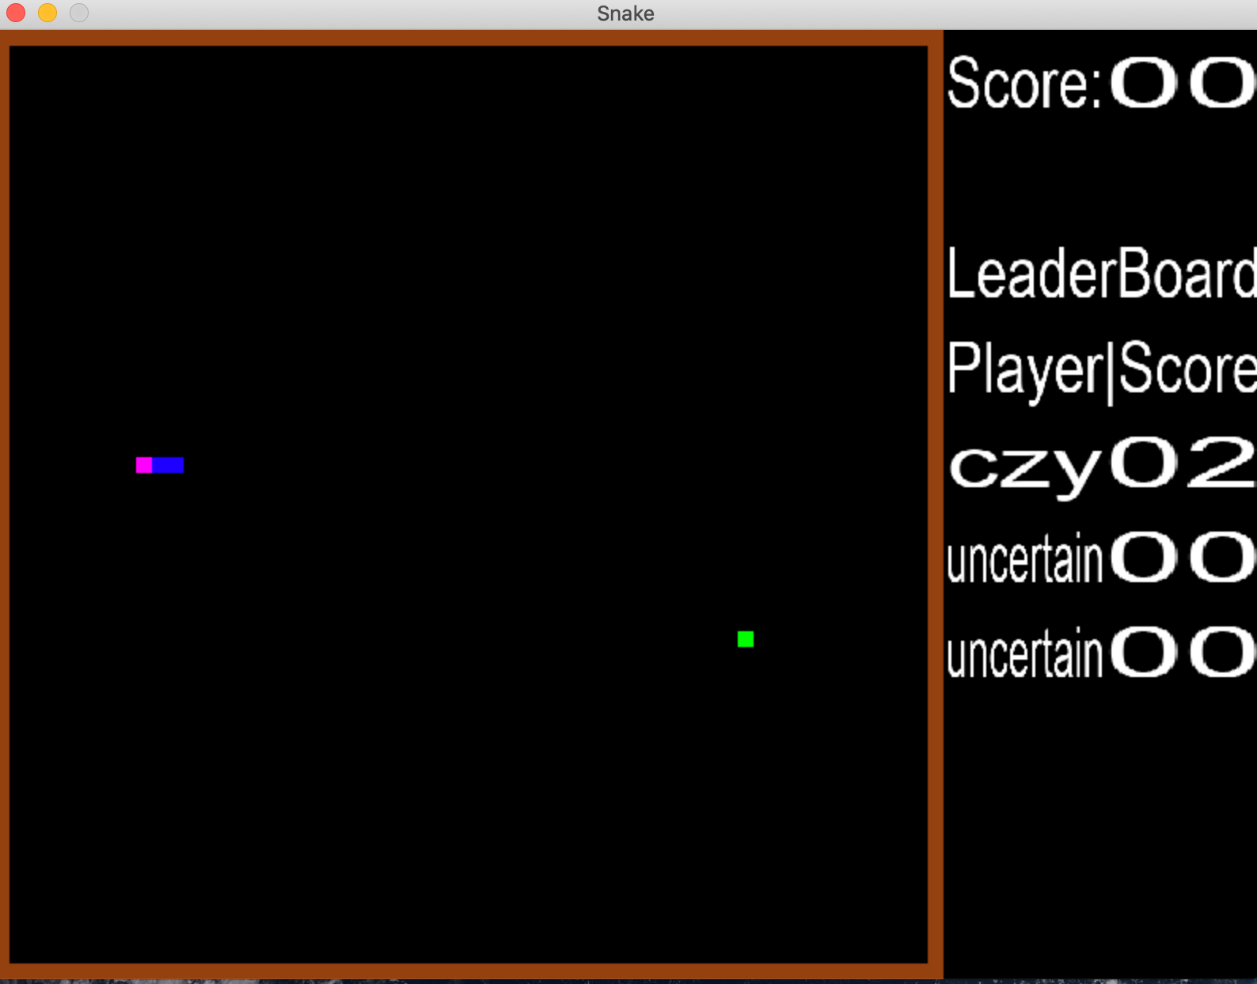 Snake
Score:00
LeaderBoard
Player|Score
czy02
uncertain00
uncertain00